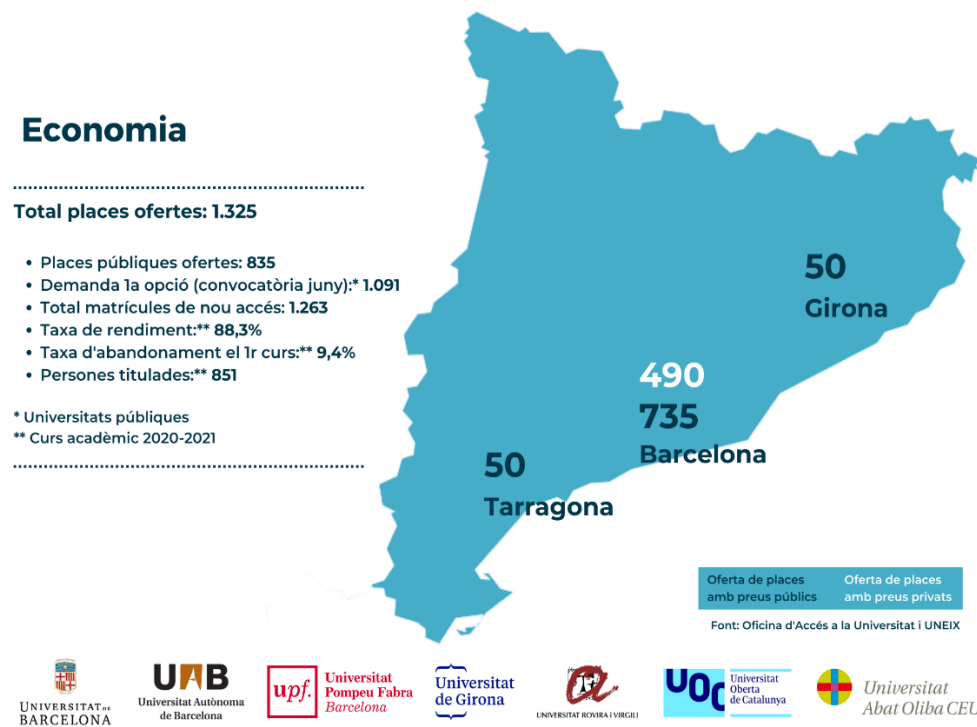 Economia
Total places ofertes: 1.325
• Places públiques ofertes: 835
• Demanda 1a opció (convocatòria juny):* 1.091
• Total matrícules de nou accés: 1.263
• Taxa de rendiment:** 88,3%
• Taxa d'abandonament el 1r curs:** 9,4%
• Persones titulades:** 851
* Universitats públiques
** Curs acadèmic 2020-2021
50
Girona
490
735
Barcelona
50
Tarragona
Oferta de places
amb preus públics
Oferta de places
amb preus privats
Font: Oficina d'Accés a la Universitat i UNEIX
UNIVERSITAT DE
BARCELONA
UAB
Universitat Autònoma
de Barcelona
upf.
Universitat
Pompeu Fabra
Barcelona
Universitat
de Girona
UNIVERSITAT ROVIRA I VIRGILI
UOC
Universitat
Oberta
de Catalunya
Universitat
Abat Oliba CEU